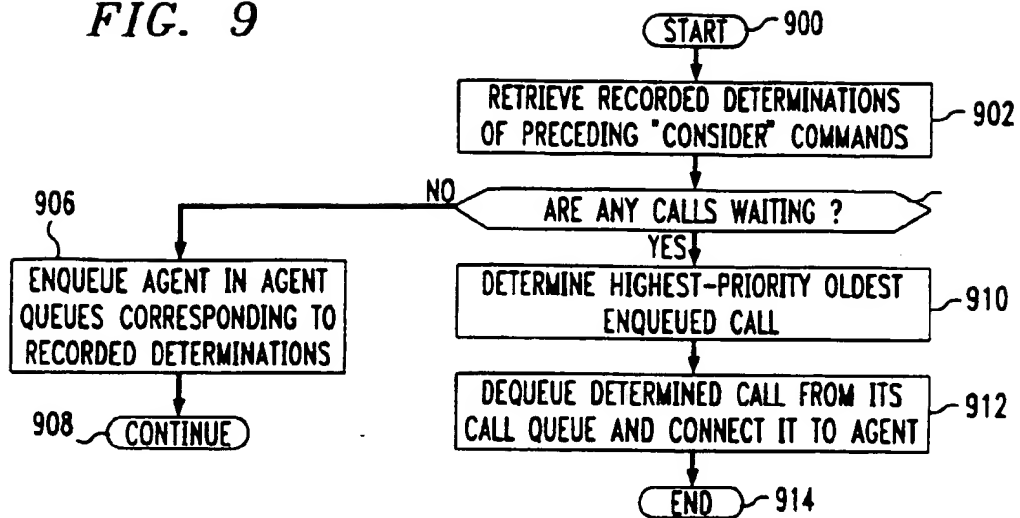 FIG. 9
START
900
RETRIEVE RECORDED DETERMINATIONS
OF PRECEDING "CONSIDER" COMMANDS
902
NO
ARE ANY CALLS WAITING ?
YES
906
ENQUEUE AGENT IN AGENT
QUEUES CORRESPONDING TO
RECORDED DETERMINATIONS
908
CONTINUE
DETERMINE HIGHEST-PRIORITY OLDEST
ENQUEUED CALL
910
DEQUEUE DETERMINED CALL FROM ITS
CALL QUEUE AND CONNECT IT TO AGENT
912
END
914